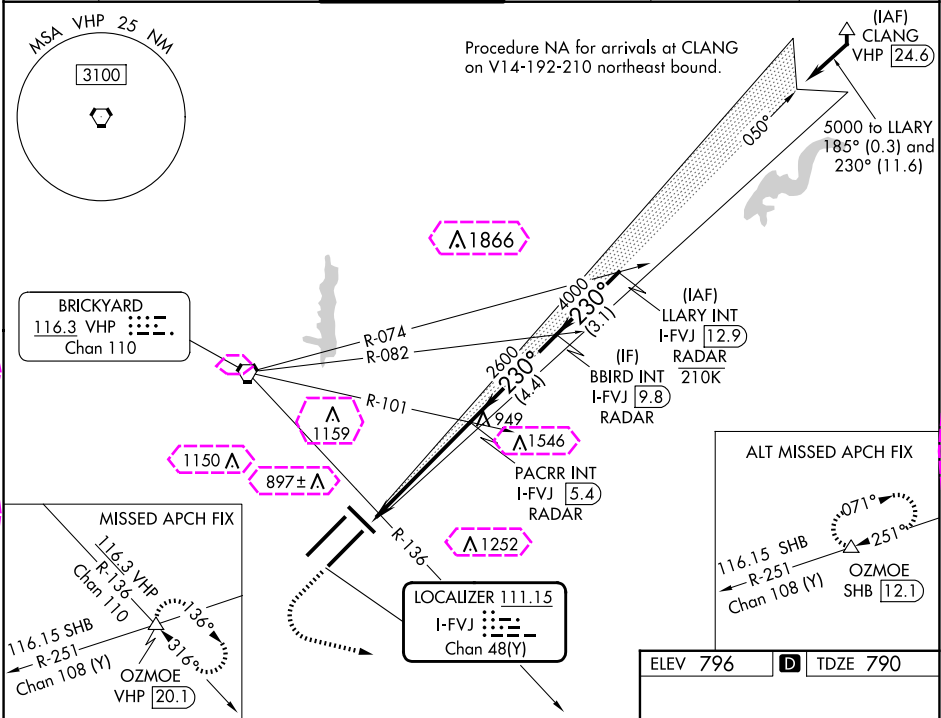 MSA VHP 25 NM
3100
Procedure NA for arrivals at CLANG
on V14-192-210 northeast bound.
(IAF)
CLANG
VHP 24.6
5000 to LLARY
185° (0.3) and
230° (11.6)
050°
1866
BRICKYARD
116.3 VHP
Chan 110
R-074
R-082
R-101
4000
230°
(3.1)
2600
230°
(4.4)
(IAF)
LLARY INT
I-FVJ 12.9
RADAR
210K
(IF)
BBIRD INT
I-FVJ 9.8
RADAR
949
1546
1159
1150
897±
PACRR INT
I-FVJ 5.4
RADAR
R-136
1252
LOCALIZER 111.15
I-FVJ
Chan 48(Y)
MISSED APCH FIX
116.3 VHP
R-136
Chan 110
116.15 SHB
R-251
Chan 108 (Y)
136°
316°
OZMOE
VHP 20.1
ALT MISSED APCH FIX
071°
251°
116.15 SHB
R-251
Chan 108 (Y)
OZMOE
SHB 12.1
ELEV 796 D TDZE 790